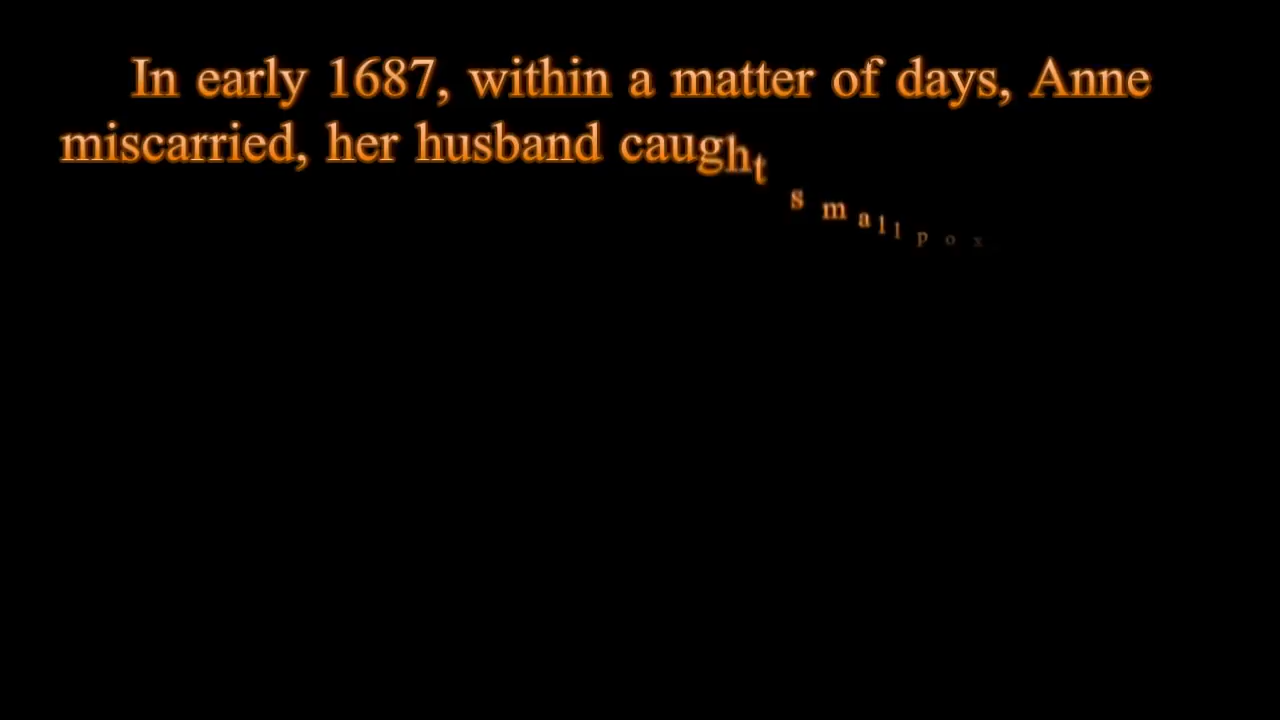 In early 1687, within a matter of days, Anne
miscarried, her husband caught smallpox